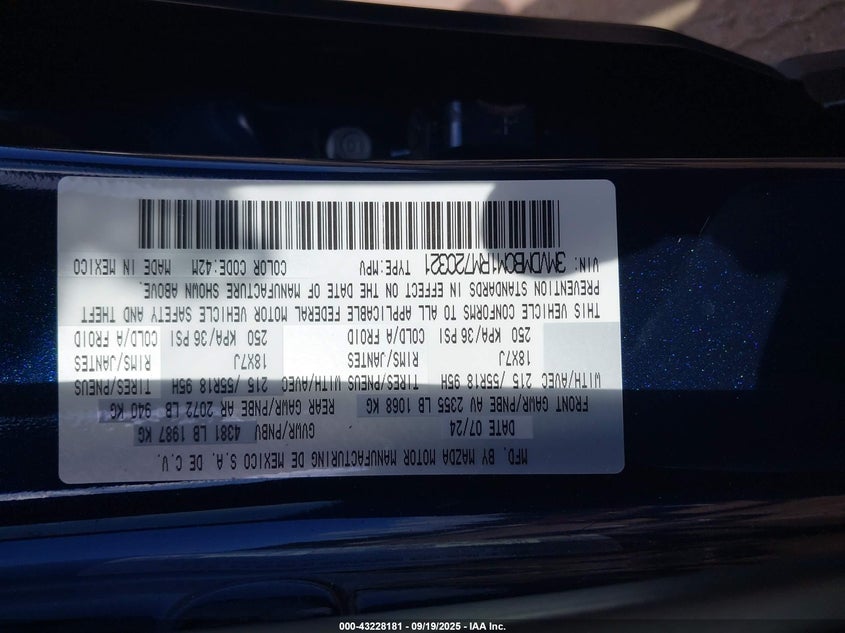 MFD. BY MAZDA MOTOR MANUFACTURING DE MEXICO S.A. DE C.V.
DATE 07/24 GVWR/PNBV 4381 LB 1987 KG
FRONT GAWR/PNBE AV 2355 LB 1068 KG REAR GAWR/PNBE AR 2072 LB 940 KG
WITH/AVEC 215 /55R18 95H TIRES/PNEUS WITH/AVEC 215 /55R18 95H TIRES/PNEUS
18X7J RIMS/JANTES 18X7J RIMS/JANTES
250 KPA/36 PSI COLD/A FROID 250 KPA/36 PSI COLD/A FROID
THIS VEHICLE CONFORMS TO ALL APPLICABLE FEDERAL MOTOR VEHICLE SAFETY AND THEFT
PREVENTION STANDARDS IN EFFECT ON THE DATE OF MANUFACTURE SHOWN ABOVE.
VIN: 3MVDMBCM1RM720321 TYPE:MPV COLOR CODE:42M MADE IN MEXICO
000-43228181 - 09/19/2025 - IAA Inc.